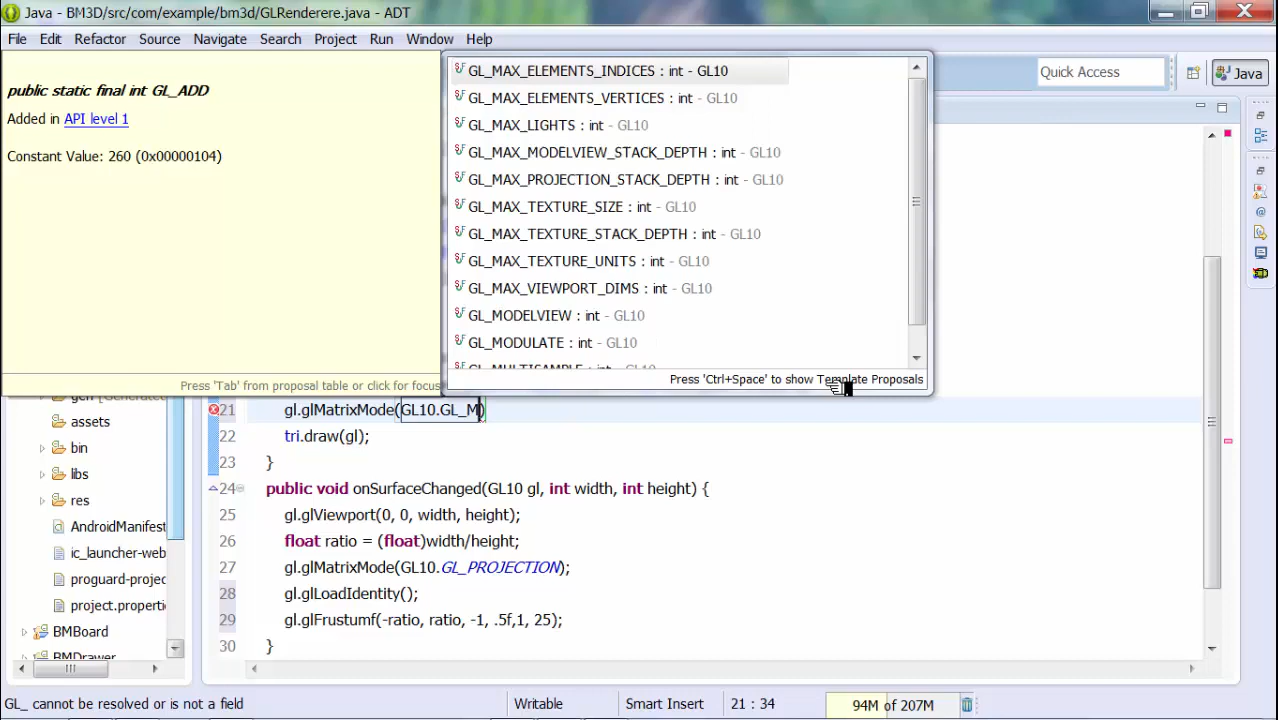 Java - BM3D/src/com/example/bm3d/GLRenderere.java - ADT
File Edit Refactor Source Navigate Search Project Run Window Help
Quick Access
Java
public static final int GL_ADD
Added in API level 1
Constant Value: 260 (0x00000104)
Press 'Tab' from proposal table or click for focus
GL_MAX_ELEMENTS_INDICES : int - GL10
GL_MAX_ELEMENTS_VERTICES : int - GL10
GL_MAX_LIGHTS : int - GL10
GL_MAX_MODELVIEW_STACK_DEPTH : int - GL10
GL_MAX_PROJECTION_STACK_DEPTH : int - GL10
GL_MAX_TEXTURE_SIZE : int - GL10
GL_MAX_TEXTURE_STACK_DEPTH : int - GL10
GL_MAX_TEXTURE_UNITS : int - GL10
GL_MAX_VIEWPORT_DIMS : int - GL10
GL_MODELVIEW : int - GL10
GL_MODULATE : int - GL10
GL_MULTISAMPLE : int - GL10
Press 'Ctrl+Space' to show Template Proposals
assets
bin
libs
res
AndroidManifest
ic_launcher-web
proguard-projec
project.properti
BMBoard
BMDrawer
21 gl.glMatrixMode(GL10.GL_M)
22 tri.draw(gl);
23 }
24 public void onSurfaceChanged(GL10 gl, int width, int height) {
25 gl.glViewport(0, 0, width, height);
26 float ratio = (float)width/height;
27 gl.glMatrixMode(GL10.GL_PROJECTION);
28 gl.glLoadIdentity();
29 gl.glFrustumf(-ratio, ratio, -1, .5f,1, 25);
30 }
GL_ cannot be resolved or is not a field
Writable
Smart Insert
21 : 34
94M of 207M